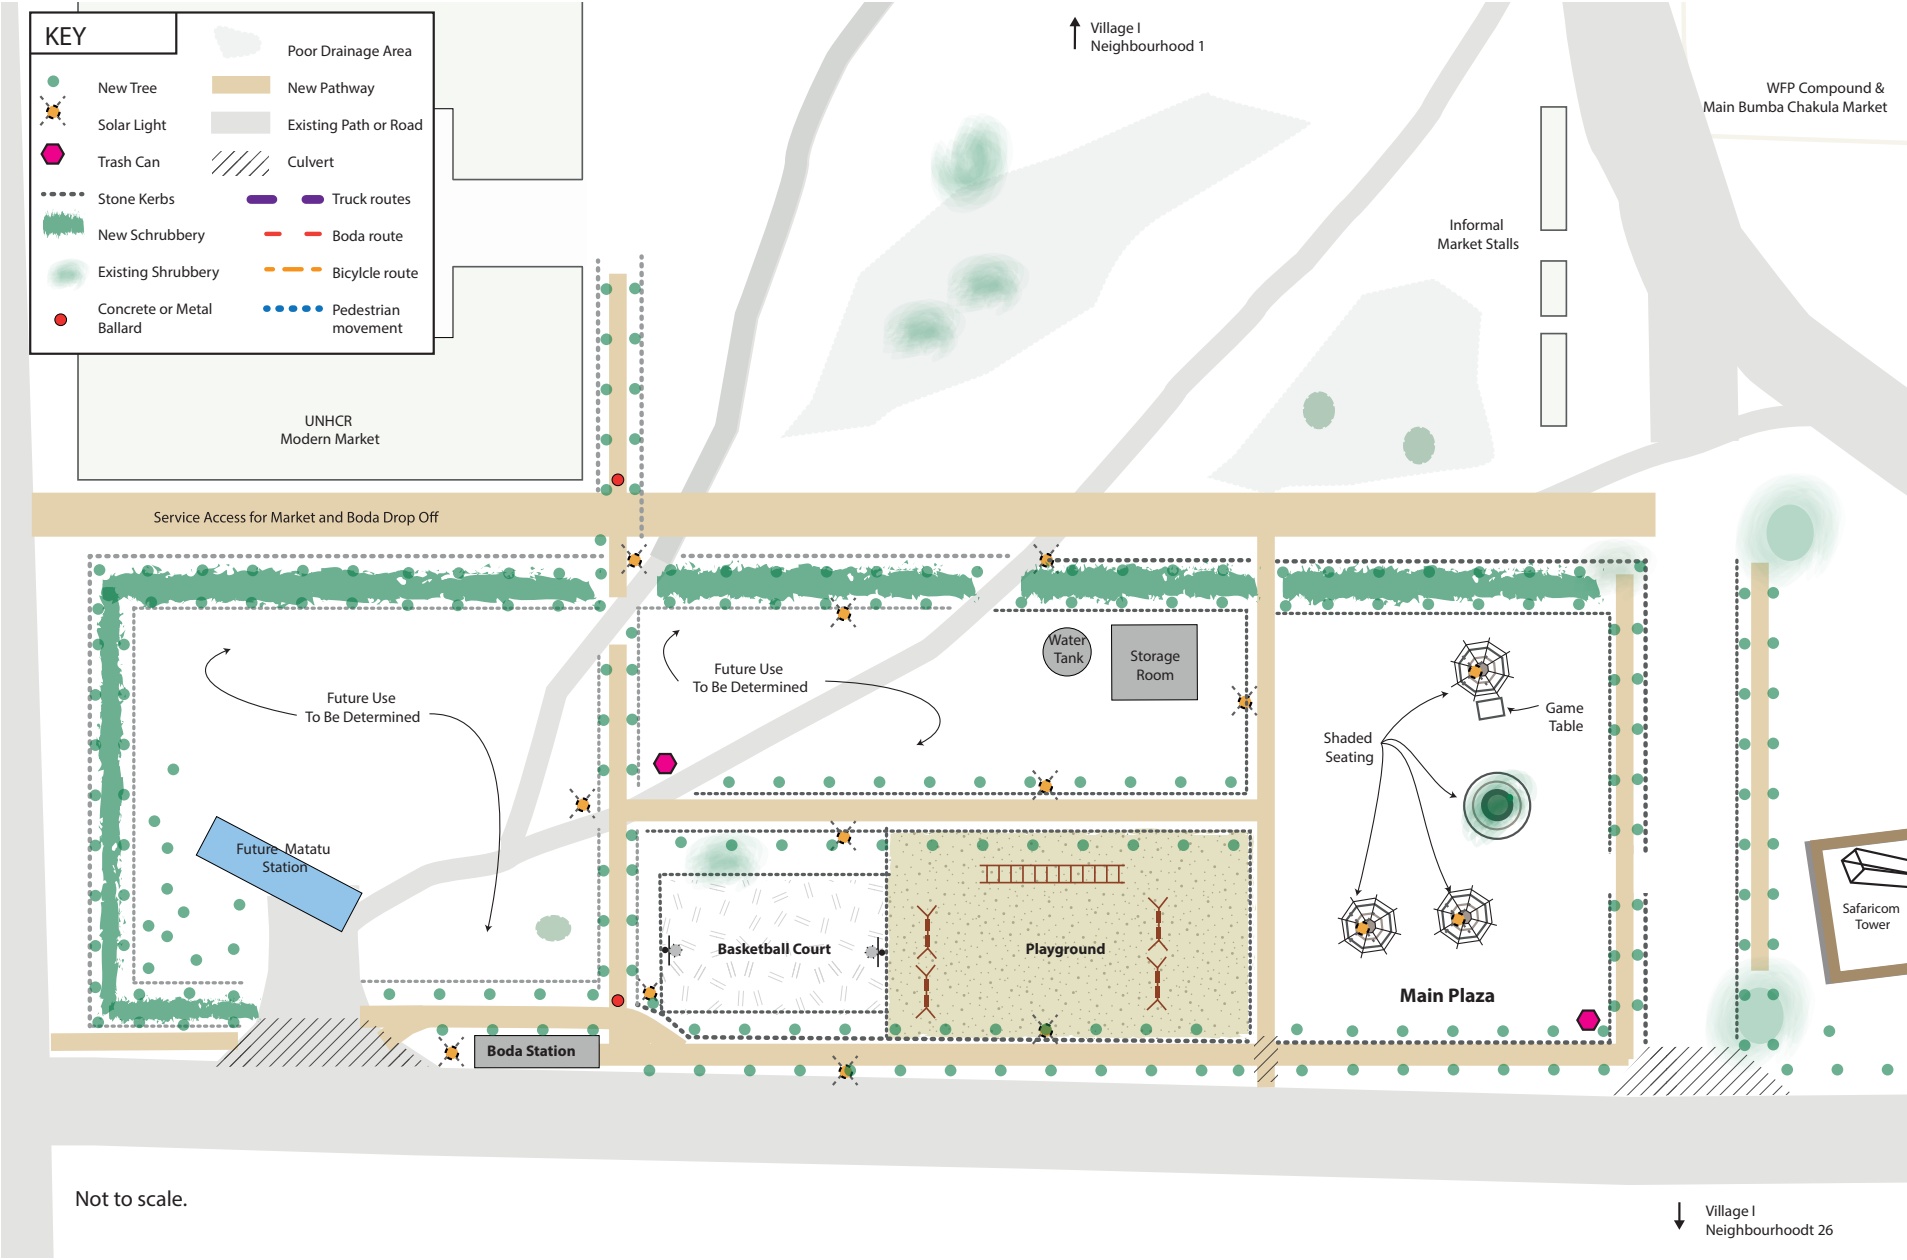 KEY
New Tree
Solar Light
Trash Can
Stone Kerbs
New Schrubbery
Existing Shrubbery
Concrete or Metal
Ballard
Poor Drainage Area
New Pathway
Existing Path or Road
Culvert
Truck routes
Boda route
Bicylcle route
Pedestrian
movement
Village I
Neighbourhood 1
WFP Compound &
Main Bumba Chakula Market
Informal
Market Stalls
UNHCR
Modern Market
Service Access for Market and Boda Drop Off
Future Use
To Be Determined
Future Use
To Be Determined
Water
Tank
Storage
Room
Game
Table
Shaded
Seating
Future Matatu
Station
Basketball Court
Playground
Main Plaza
Safaricom
Tower
Boda Station
Not to scale.
Village I
Neighbourhoodt 26